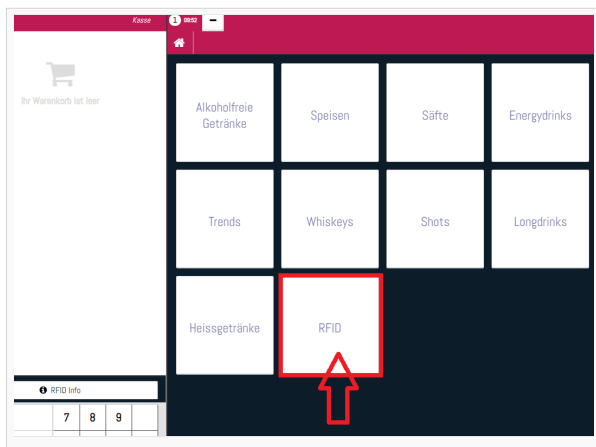 Kasse
1 09:52
Ihr Warenkorb ist leer
Alkoholfreie
Getränke
Speisen
Säfte
Energydrinks
Trends
Whiskeys
Shots
Longdrinks
Heissgetränke
RFID
RFID Info
7 8 9